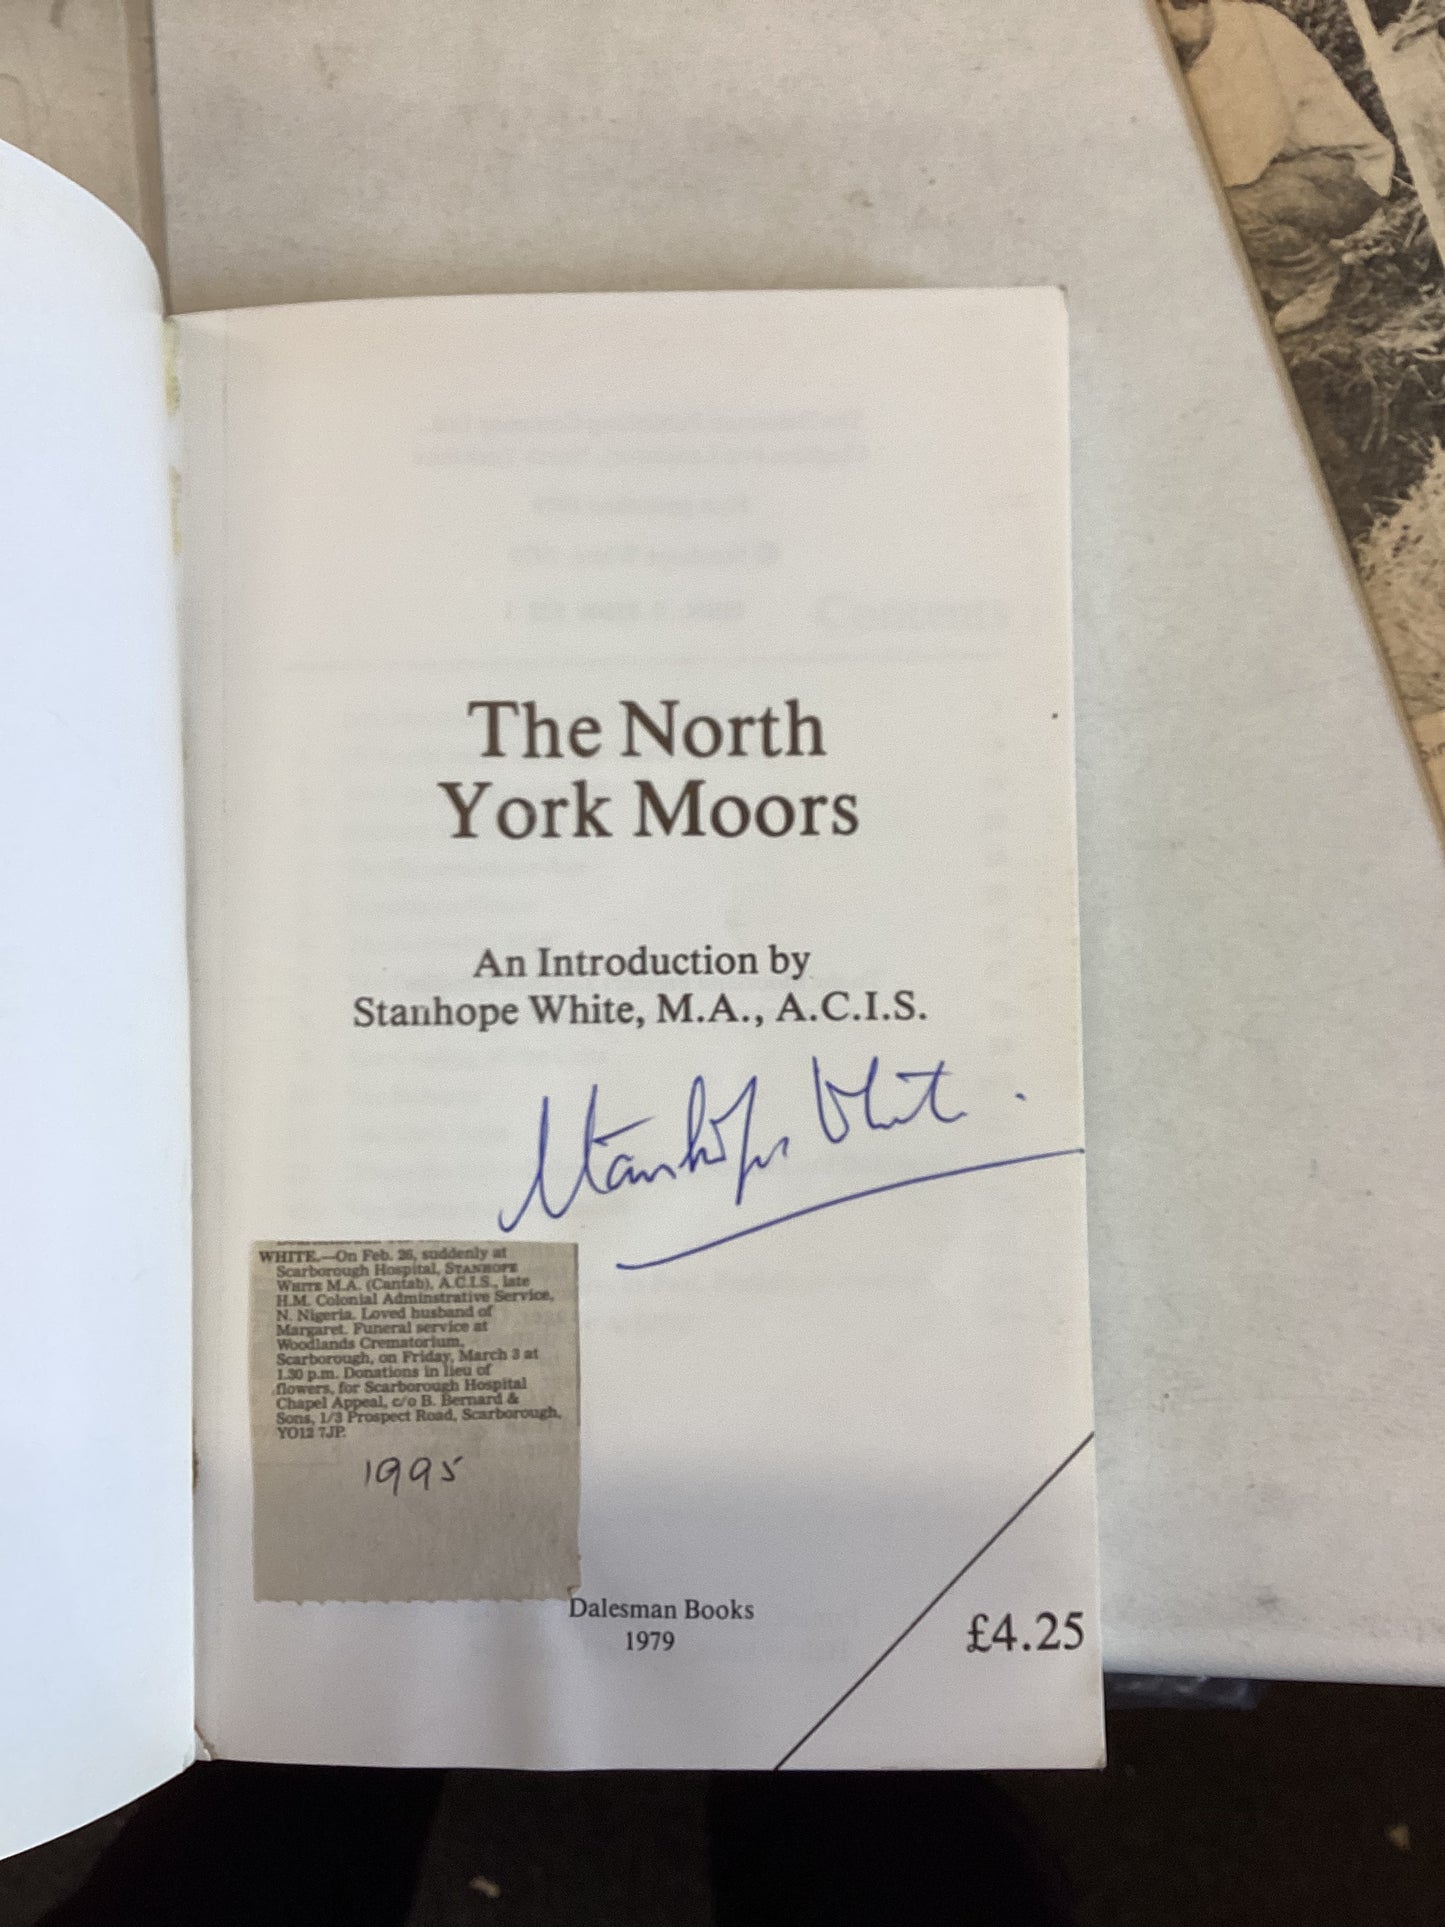 The North
York Moors
An Introduction by
Stanhope White, M.A., A.C.I.S.
Stanhope White.
WHITE.—On Feb. 26, suddenly at
Scarborough Hospital, STANHOPE
WHITE M.A. (Cantab), A.C.I.S., late
H.M. Colonial Adminstrative Service,
N. Nigeria. Loved husband of
Margaret. Funeral service at
Woodlands Crematorium,
Scarborough, on Friday, March 3 at
1.30 p.m. Donations in lieu of
flowers, for Scarborough Hospital
Chapel Appeal, c/o B. Bernard &
Sons, 1/3 Prospect Road, Scarborough,
YO12 7JP.
1995
Dalesman Books
1979
£4.25